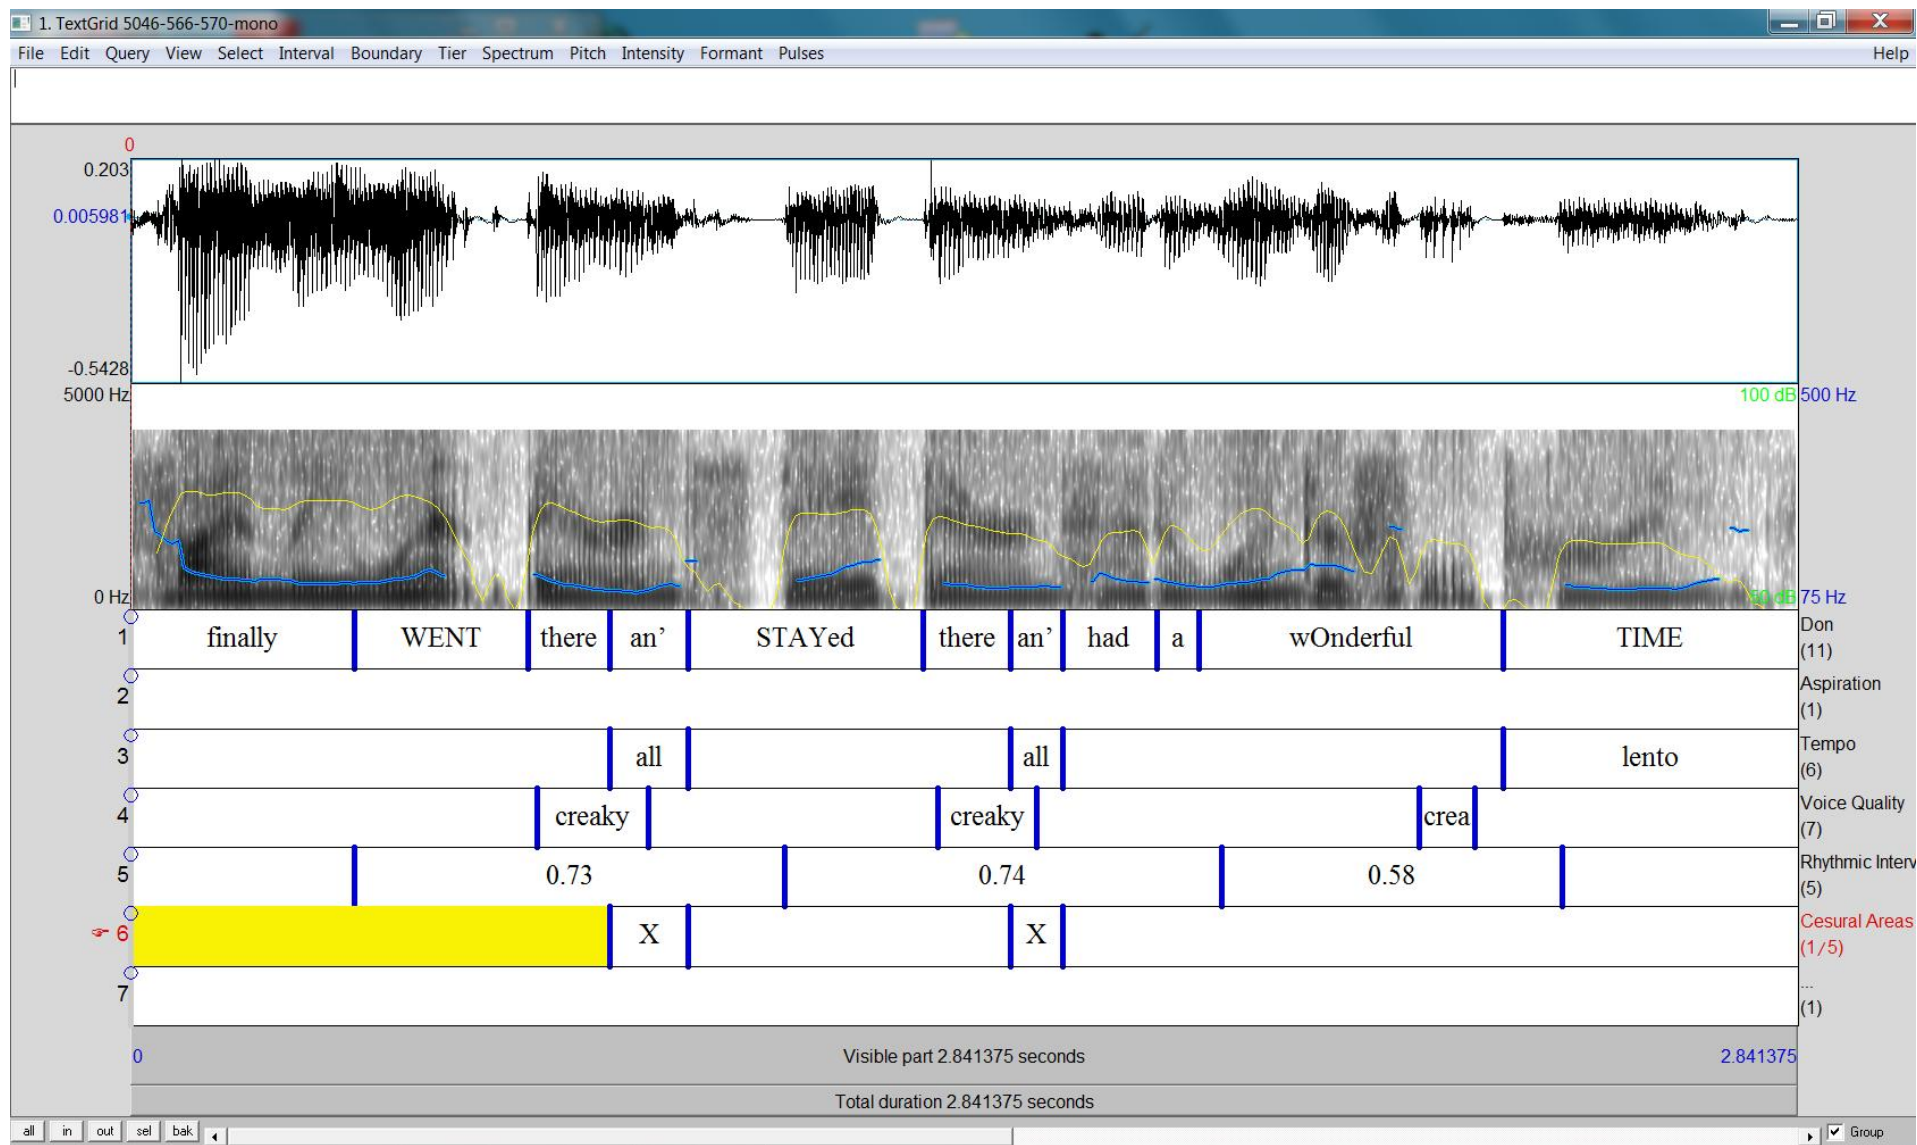 1. TextGrid 5046-566-570-mono
File Edit Query View Select Interval Boundary Tier Spectrum Pitch Intensity Formant Pulses Help
0
0.203
0.005981
-0.5428
5000 Hz 100 dB 500 Hz
0 Hz 50 dB 75 Hz
1 finally WENT there an’ STAYed there an’ had a wOnderful TIME Don
(11)
2 Aspiration
(1)
3 all all lento Tempo
(6)
4 creaky creaky crea Voice Quality
(7)
5 0.73 0.74 0.58 Rhythmic Interv
(5)
6 X X Cesural Areas
(1/5)
7 ...
(1)
0 Visible part 2.841375 seconds 2.841375
Total duration 2.841375 seconds
all in out sel bak Group